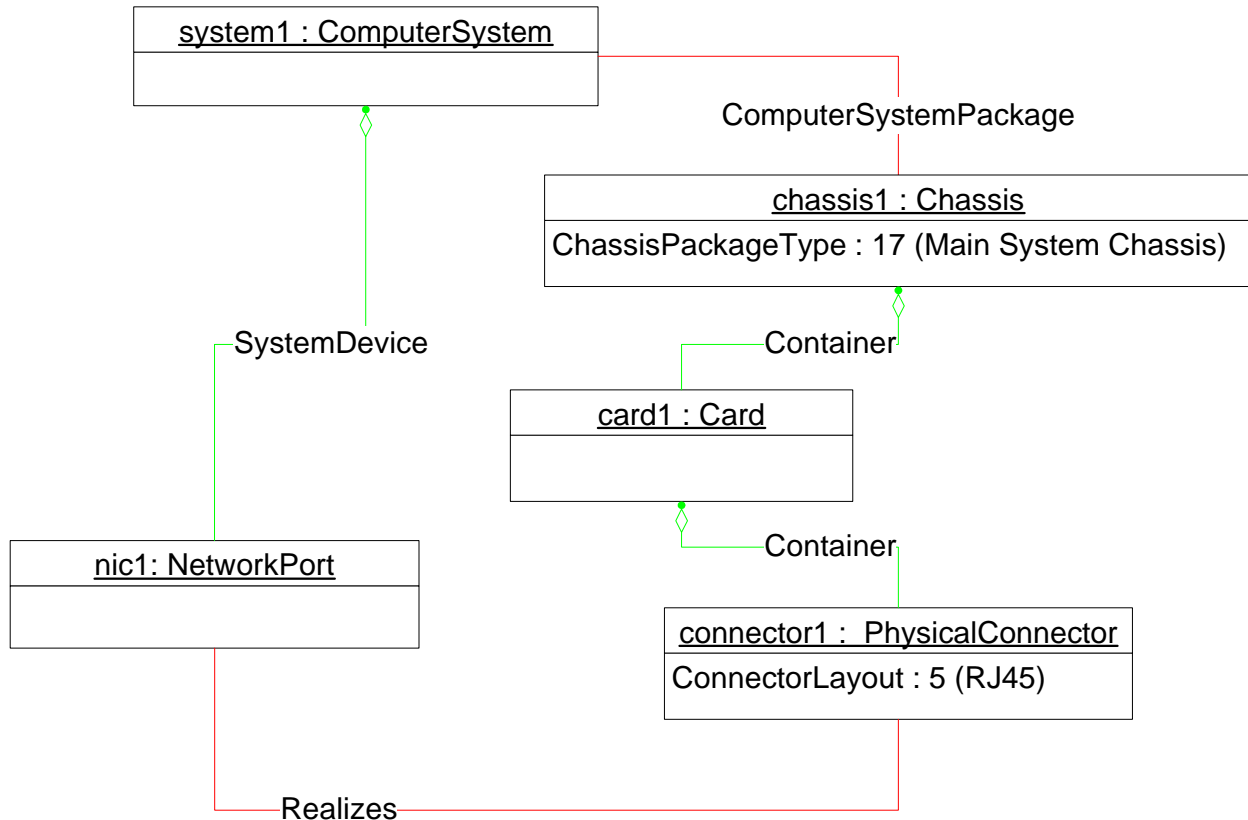 system1 : ComputerSystem
ComputerSystemPackage
chassis1 : Chassis
ChassisPackageType : 17 (Main System Chassis)
SystemDevice
Container
card1 : Card
Container
nic1: NetworkPort
connector1 :  PhysicalConnector
ConnectorLayout : 5 (RJ45)
Realizes